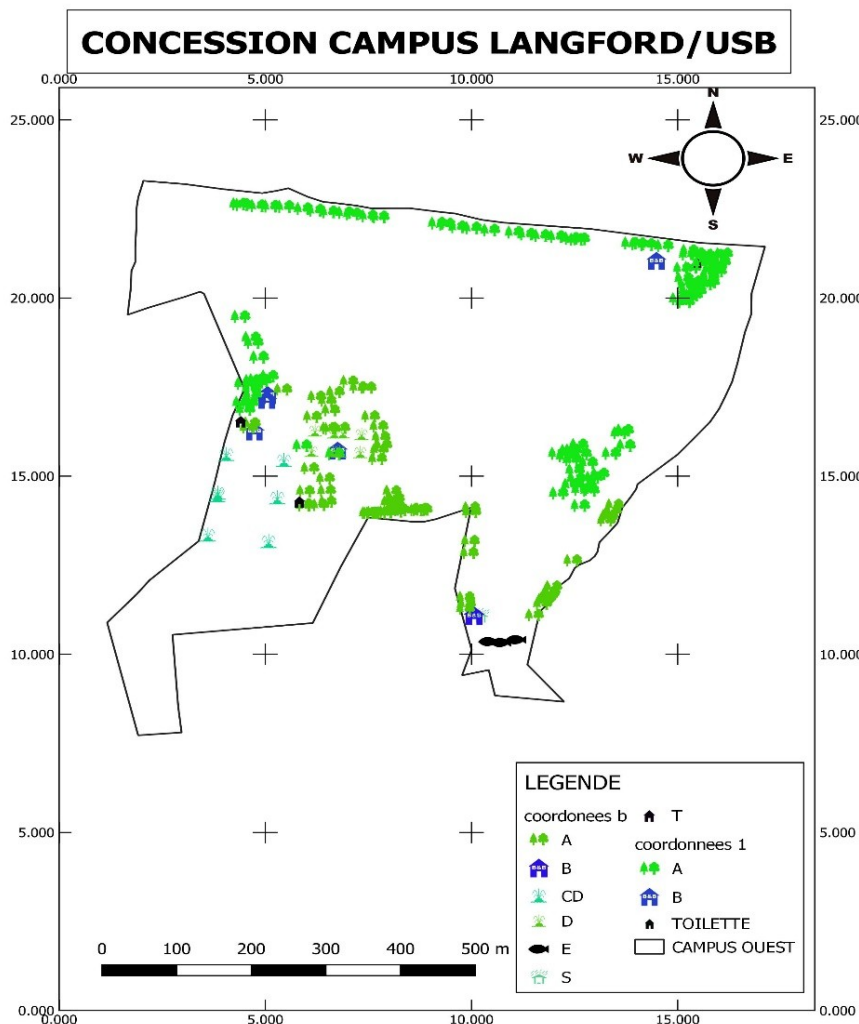 CONCESSION CAMPUS LANGFORD/USB
0.000 5.000 10.000 15.000
N
25.000 25.000
W E
S
20.000 20.000
15.000 15.000
10.000 10.000
LEGENDE
coordonees b T
A coordonnees 1
B A
CD B
D TOILETTE
E CAMPUS OUEST
S
5.000 5.000
0 100 200 300 400 500 m
0.000 0.000
0.000 5.000 10.000 15.000